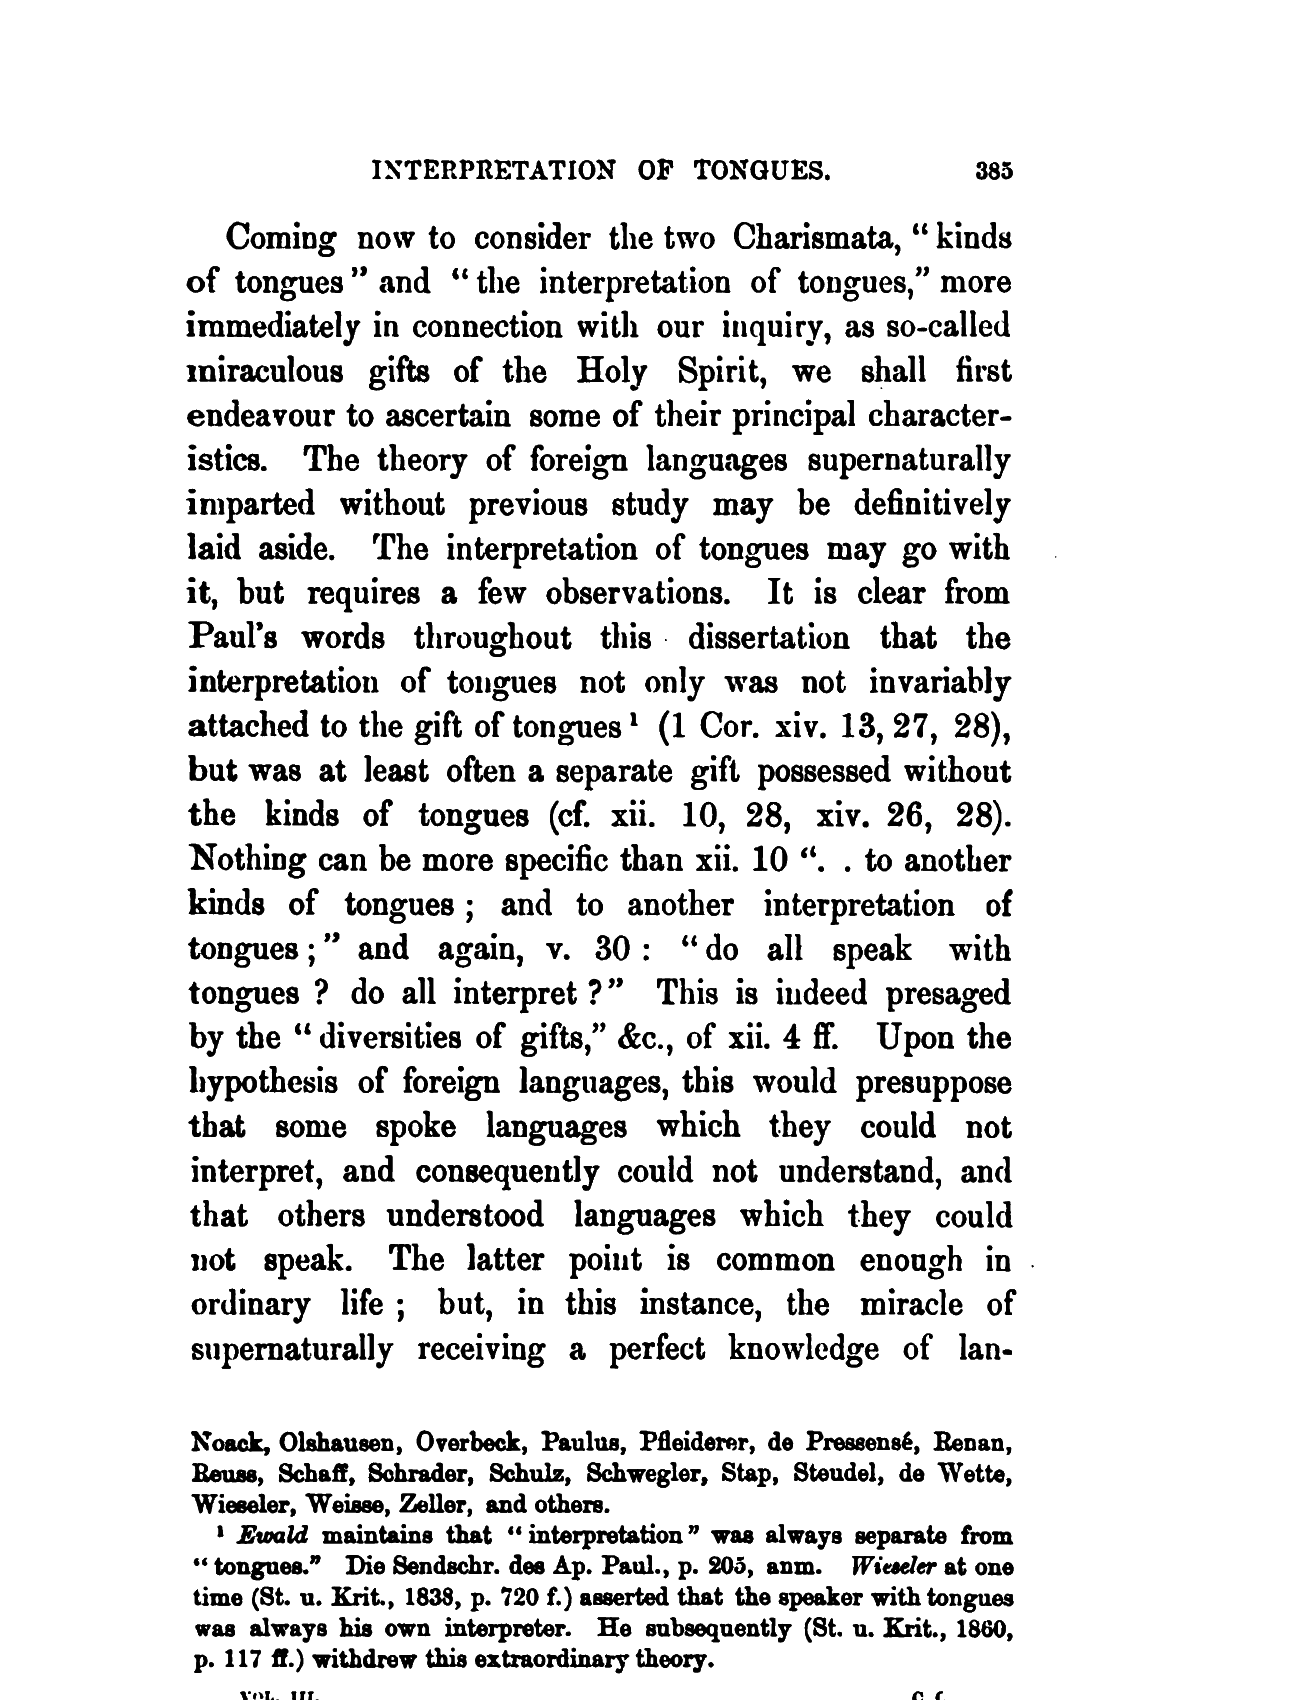 INTERPRETATION OF TONGUES. 385
Coming now to consider the two Charismata, “kinds
of tongues” and “the interpretation of tongues,” more
immediately in connection with our inquiry, as so-called
miraculous gifts of the Holy Spirit, we shall first
endeavour to ascertain some of their principal character-
istics. The theory of foreign languages supernaturally
imparted without previous study may be definitively
laid aside. The interpretation of tongues may go with
it, but requires a few observations. It is clear from
Paul’s words throughout this dissertation that the
interpretation of tongues not only was not invariably
attached to the gift of tongues¹ (1 Cor. xiv. 13, 27, 28),
but was at least often a separate gift possessed without
the kinds of tongues (cf. xii. 10, 28, xiv. 26, 28).
Nothing can be more specific than xii. 10 “. . to another
kinds of tongues ; and to another interpretation of
tongues ;” and again, v. 30 : “do all speak with
tongues ? do all interpret ?” This is indeed presaged
by the “diversities of gifts,” &c., of xii. 4 ff. Upon the
hypothesis of foreign languages, this would presuppose
that some spoke languages which they could not
interpret, and consequently could not understand, and
that others understood languages which they could
not speak. The latter point is common enough in
ordinary life ; but, in this instance, the miracle of
supernaturally receiving a perfect knowledge of lan-
Noack, Olshausen, Overbeck, Paulus, Pfleiderer, de Pressensé, Renan,
Reuss, Schaff, Schrader, Schulz, Schwegler, Stap, Steudel, de Wette,
Wieseler, Weisse, Zeller, and others.
¹ Ewald maintains that “interpretation” was always separate from
“tongues.” Die Sendschr. des Ap. Paul., p. 205, anm. Wieseler at one
time (St. u. Krit., 1838, p. 720 f.) asserted that the speaker with tongues
was always his own interpreter. He subsequently (St. u. Krit., 1860,
p. 117 ff.) withdrew this extraordinary theory.
VOL. III. C C